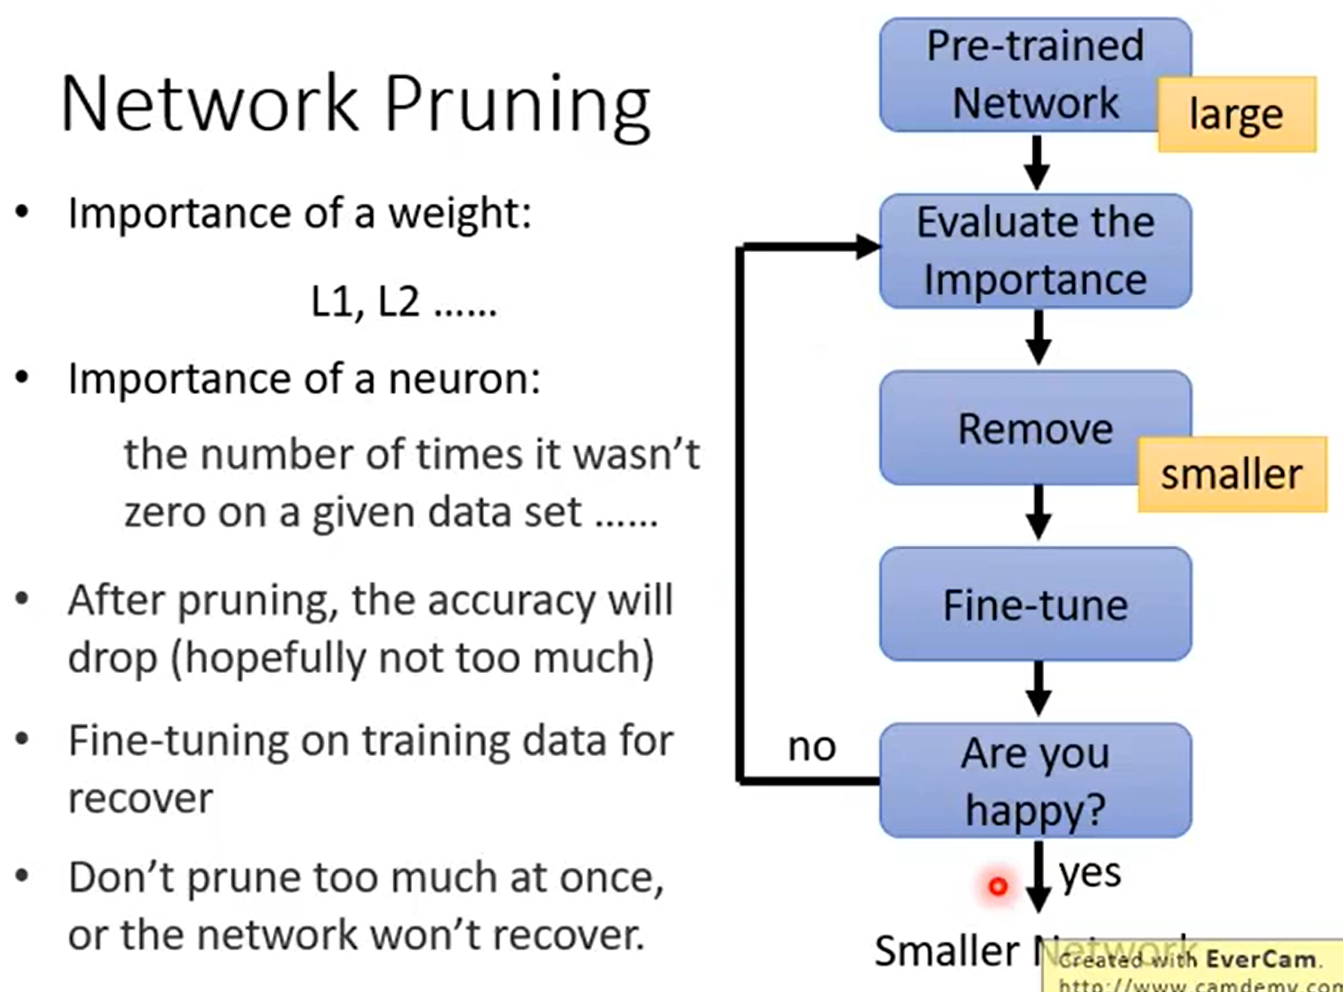 Network Pruning
• Importance of a weight:
L1, L2 ......
• Importance of a neuron:
the number of times it wasn't
zero on a given data set ......
• After pruning, the accuracy will
drop (hopefully not too much)
• Fine-tuning on training data for
recover
• Don't prune too much at once,
or the network won't recover.
Pre-trained
Network
large
Evaluate the
Importance
Remove
smaller
Fine-tune
Are you
happy?
no
yes
Smaller Network
Created with EverCam.
http://www.camdemy.com